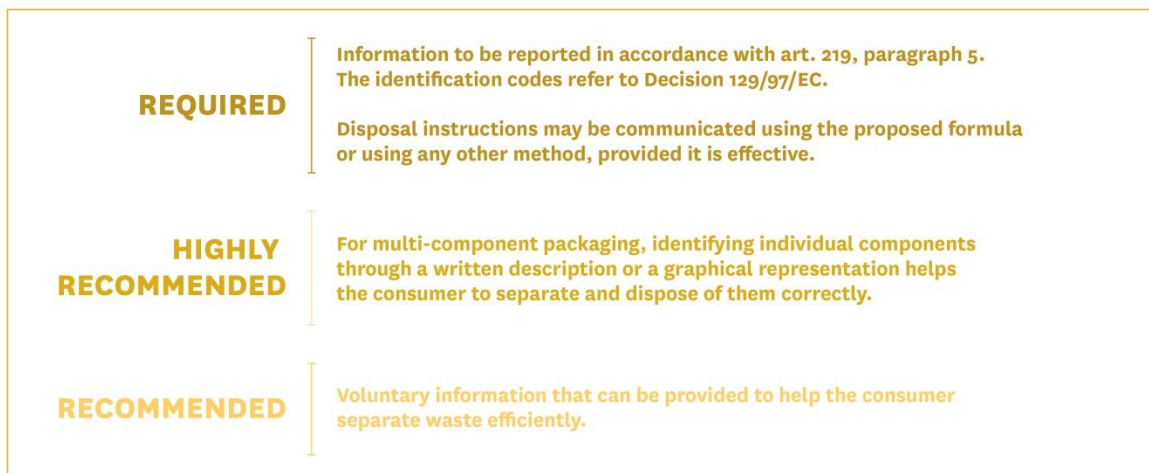 REQUIRED
Information to be reported in accordance with art. 219, paragraph 5.
The identification codes refer to Decision 129/97/EC.
Disposal instructions may be communicated using the proposed formula
or using any other method, provided it is effective.
HIGHLY
RECOMMENDED
For multi-component packaging, identifying individual components
through a written description or a graphical representation helps
the consumer to separate and dispose of them correctly.
RECOMMENDED
Voluntary information that can be provided to help the consumer
separate waste efficiently.